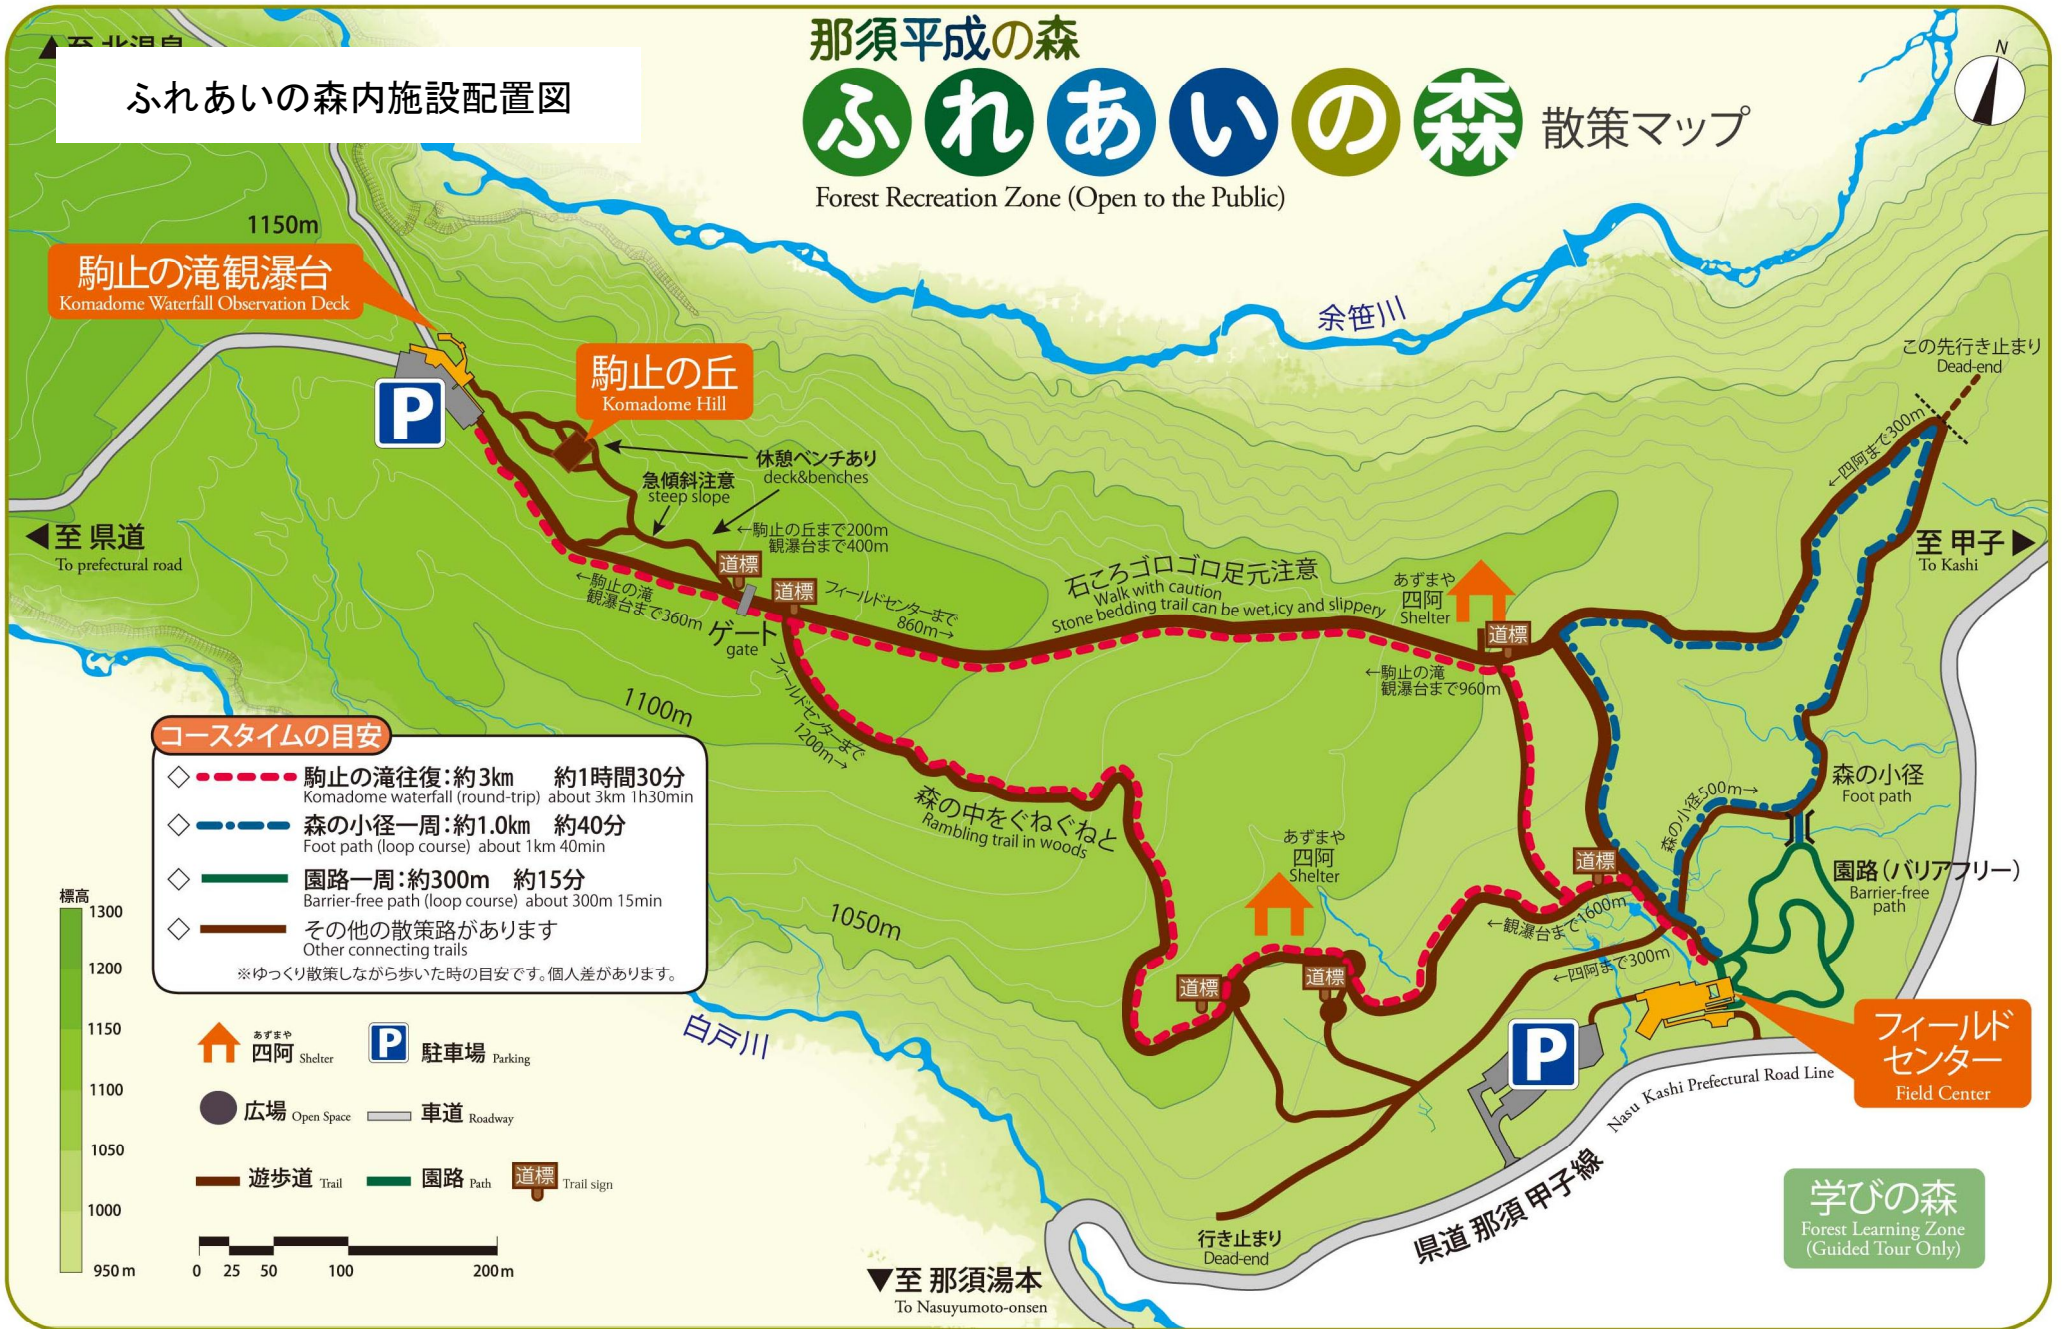 ▲至 北温泉
ふれあいの森内施設配置図
那須平成の森
ふれあいの森 散策マップ
Forest Recreation Zone (Open to the Public)
N
1150m
駒止の滝観瀑台
Komadome Waterfall Observation Deck
余笹川
この先行き止まり
Dead-end
駒止の丘
Komadome Hill
P
←四阿まで300m
休憩ベンチあり
deck&benches
急傾斜注意
steep slope
←駒止の丘まで200m
観瀑台まで400m
◀至 県道
To prefectural road
至 甲子▶
To Kashi
道標
道標
←駒止の滝
観瀑台まで360m
ゲート
gate
フィールドセンターまで
860m→
石ころゴロゴロ足元注意
Walk with caution
Stone bedding trail can be wet,icy and slippery
あずまや
四阿
Shelter
道標
←駒止の滝
観瀑台まで960m
フィールドセンターまで
1200m→
1100m
森の中をぐねぐねと
Rambling trail in woods
森の小径500m→
森の小径
Foot path
あずまや
四阿
Shelter
道標
園路(バリアフリー)
Barrier-free
path
←観瀑台まで1600m
←四阿まで300m
1050m
道標
道標
コースタイムの目安
◇ 駒止の滝往復:約3km 約1時間30分
Komadome waterfall (round-trip) about 3km 1h30min
◇ 森の小径一周:約1.0km 約40分
Foot path (loop course) about 1km 40min
◇ 園路一周:約300m 約15分
Barrier-free path (loop course) about 300m 15min
◇ その他の散策路があります
Other connecting trails
※ゆっくり散策しながら歩いた時の目安です。個人差があります。
標高
1300
1200
1150
1100
1050
1000
950m
あずまや
四阿 Shelter
P 駐車場 Parking
広場 Open Space
車道 Roadway
遊歩道 Trail
園路 Path
道標 Trail sign
0 25 50 100 200m
白戸川
P
フィールド
センター
Field Center
Nasu Kashi Prefectural Road Line
県道 那須 甲子線
行き止まり
Dead-end
▼至 那須湯本
To Nasuyumoto-onsen
学びの森
Forest Learning Zone
(Guided Tour Only)